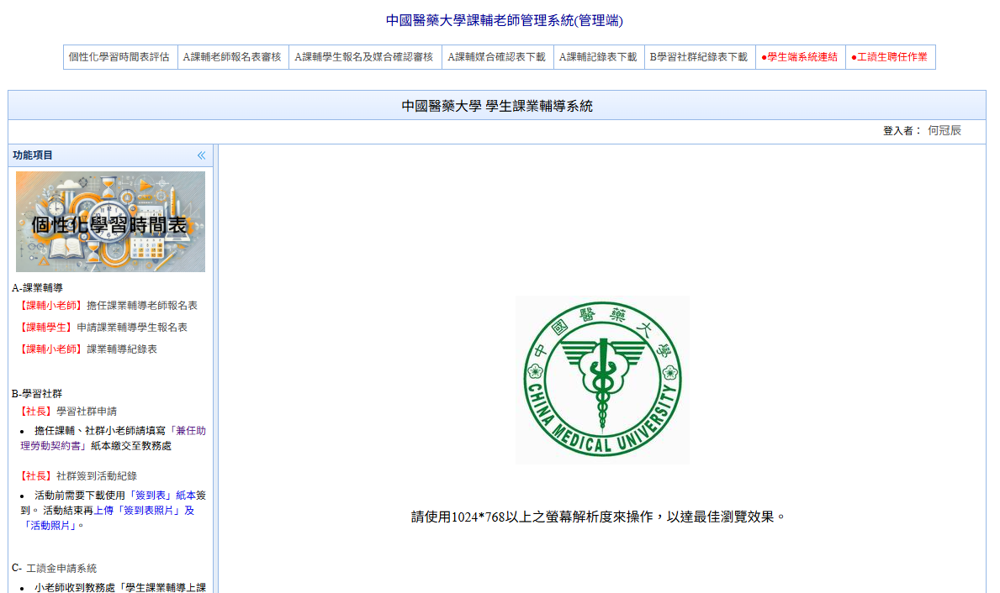 中國醫藥大學課輔老師管理系統(管理端)
個性化學習時間表評估 A課輔老師報名表審核 A課輔學生報名及媒合確認審核 A課輔媒合確認表下載 A課輔記錄表下載 B學習社群紀錄表下載 ●學生端系統連結 ●工讀生聘任作業
中國醫藥大學 學生課業輔導系統
登入者： 何冠辰
功能項目
個性化學習時間表
A-課業輔導
【課輔小老師】擔任課業輔導老師報名表
【課輔學生】申請課業輔導學生報名表
【課輔小老師】課業輔導紀錄表
B-學習社群
【社長】學習社群申請
• 擔任課輔、社群小老師請填寫「兼任助
理勞動契約書」紙本繳交至教務處
【社長】社群簽到活動紀錄
• 活動前需要下載使用「簽到表」紙本簽
到。 活動結束再上傳「簽到表照片」及
「活動照片」。
C- 工讀金申請系統
• 小老師收到教務處「學生課業輔導上課
中國醫藥大學
CHINA MEDICAL UNIVERSITY
請使用1024*768以上之螢幕解析度來操作，以達最佳瀏覽效果。